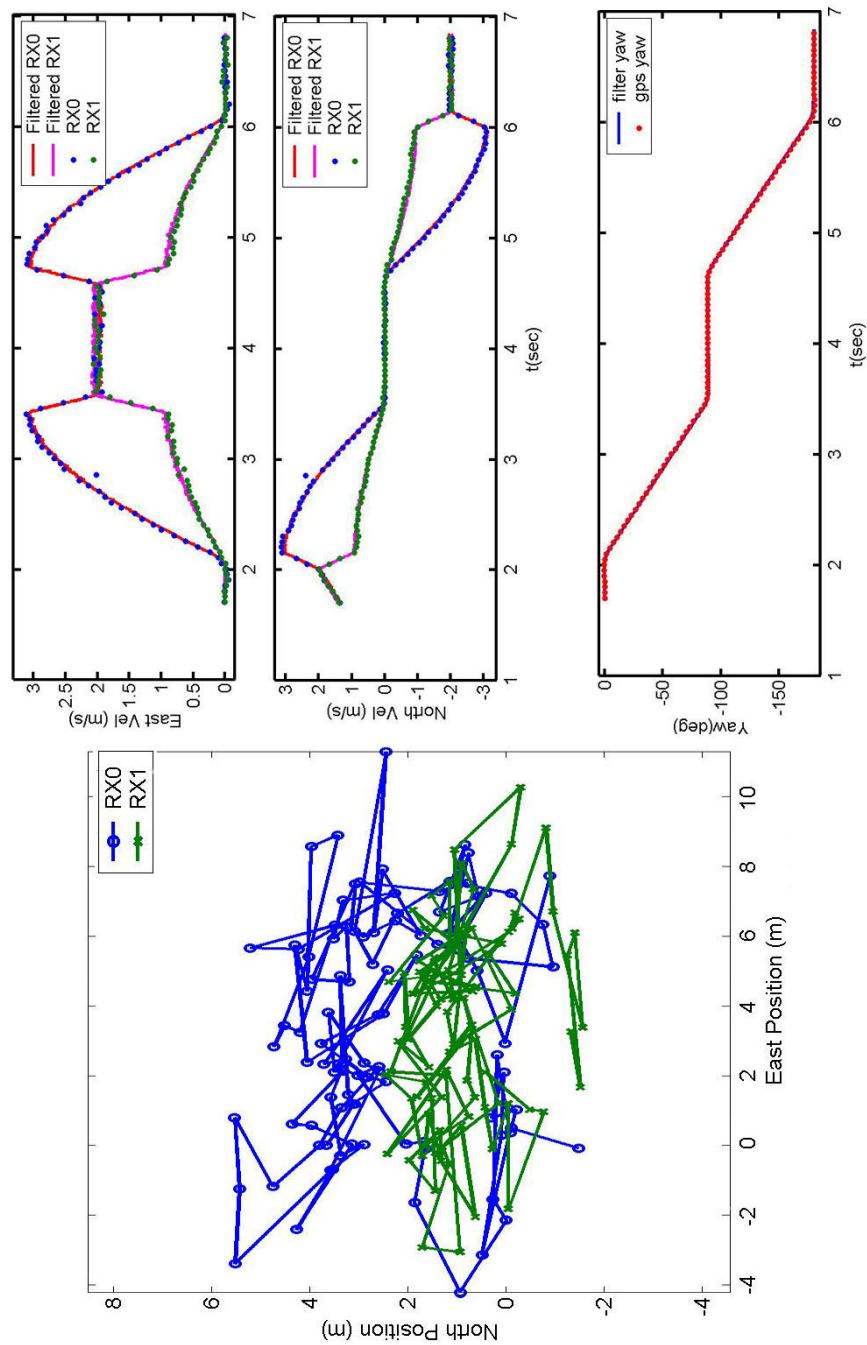 RX0
RX1
8
6
4
2
0
-2
-4
North Position (m)
-4
-2
0
2
4
6
8
10
East Position (m)
Filtered RX0
Filtered RX1
RX0
RX1
3
2.5
2
1.5
1
0.5
0
East Vel (m/s)
1
2
3
4
5
6
7
Filtered RX0
Filtered RX1
RX0
RX1
3
2
1
0
-1
-2
-3
North Vel (m/s)
1
2
3
4
5
6
7
t(sec)
filter yaw
gps yaw
0
-50
-100
-150
Yaw(deg)
1
2
3
4
5
6
7
t(sec)